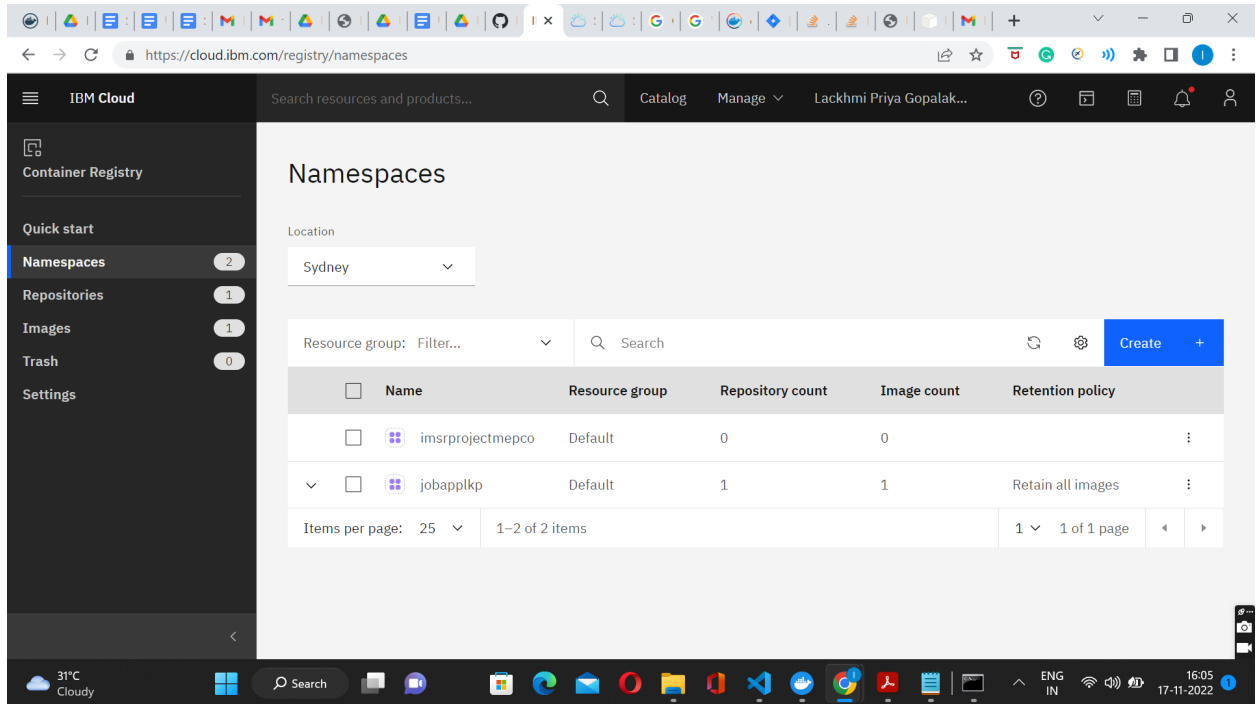 https://cloud.ibm.com/registry/namespaces
IBM Cloud
Search resources and products...
Catalog
Manage
Lackhmi Priya Gopalak...
Container Registry
Quick start
Namespaces 2
Repositories 1
Images 1
Trash 0
Settings
Namespaces
Location
Sydney
Resource group: Filter...
Search
Create +
Name Resource group Repository count Image count Retention policy
imsrprojectmepco Default 0 0
jobapplkp Default 1 1 Retain all images
Items per page: 25 1–2 of 2 items 1 1 of 1 page
31°C
Cloudy
Search
ENG
IN
16:05
17-11-2022
1